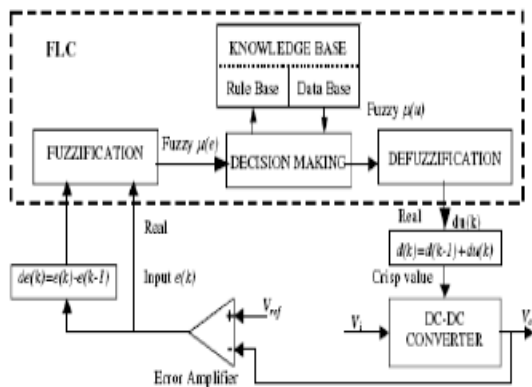 FLC
KNOWLEDGE BASE
Rule Base
Data Base
Fuzzy μ(e)
Fuzzy μ(u)
FUZZIFICATION
DECISION MAKING
DEFUZZIFICATION
Real
Real
du(k)
d(k)=d(k-1)+du(k)
de(k)=e(k)-e(k-1)
Input e(k)
Crisp value
Vref
+
-
Vi
DC-DC
CONVERTER
Error Amplifier